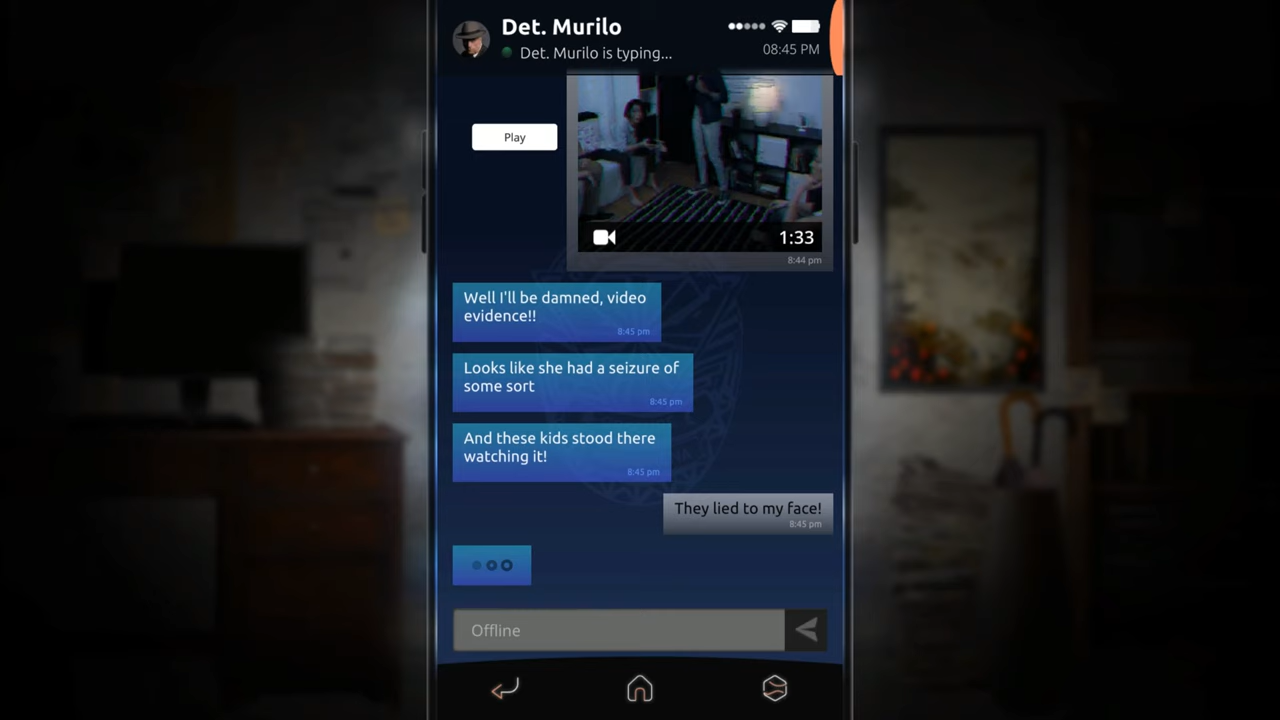 Det. Murilo
Det. Murilo is typing...
08:45 PM
Play
1:33
8:44 pm
Well I'll be damned, video
evidence!!
8:45 pm
Looks like she had a seizure of
some sort
8:45 pm
And these kids stood there
watching it!
8:45 pm
They lied to my face!
8:45 pm
Offline